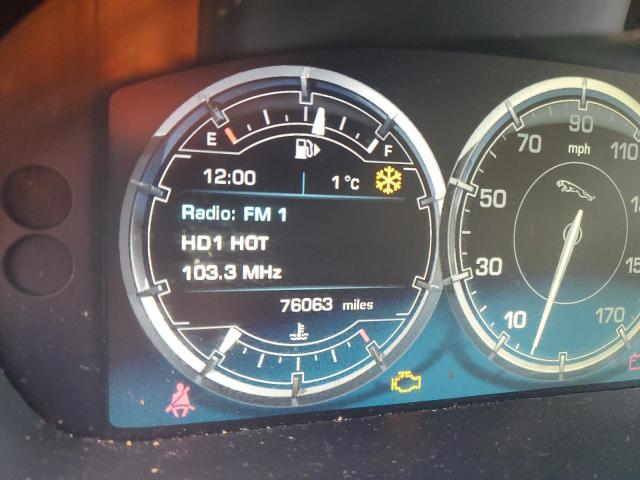 E F
12:00 1°C
Radio: FM 1
HD1 HOT
103.3 MHz
76063 miles
90
70 110
mph
50
30
10 170